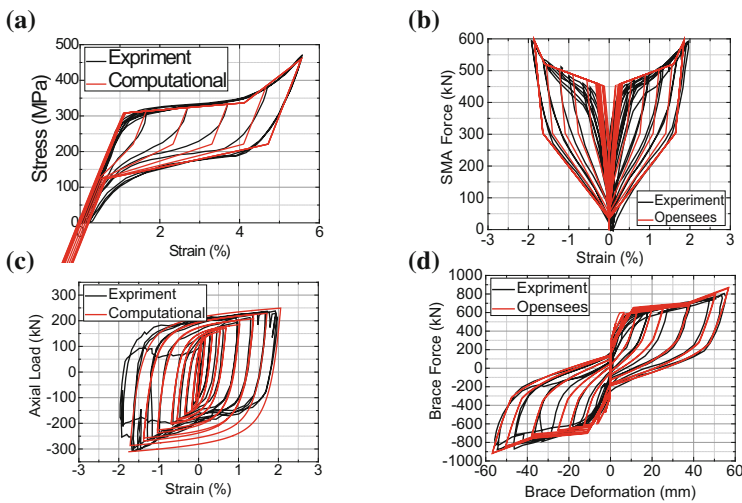 (a)
500
400
300
200
100
0
Stress (MPa)
Expriment
Computational
0
2
4
6
Strain (%)
(b)
600
500
400
300
200
100
0
SMA Force (kN)
Experiment
Opensees
-3
-2
-1
0
1
2
3
Strain (%)
(c)
300
200
100
0
-100
-200
-300
Axial Load (kN)
Expriment
Computational
-3
-2
-1
0
1
2
3
Strain (%)
(d)
1000
800
600
400
200
0
-200
-400
-600
-800
-1000
Brace Force (kN)
Expriment
Opensees
-60
-40
-20
0
20
40
60
Brace Deformation (mm)